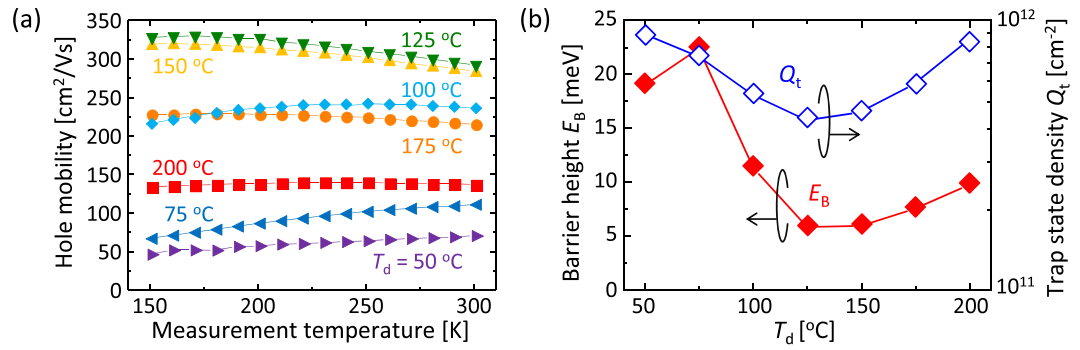 (a)
Hole mobility [cm²/Vs]
350
300
250
200
150
100
50
0
125 °C
150 °C
100 °C
175 °C
200 °C
75 °C
T_d = 50 °C
150
200
250
300
Measurement temperature [K]
(b)
Barrier height E_B [meV]
25
20
15
10
5
0
Q_t
E_B
50
75
100
125
150
175
200
T_d [°C]
10¹²
10¹¹
Trap state density Q_t [cm⁻²]